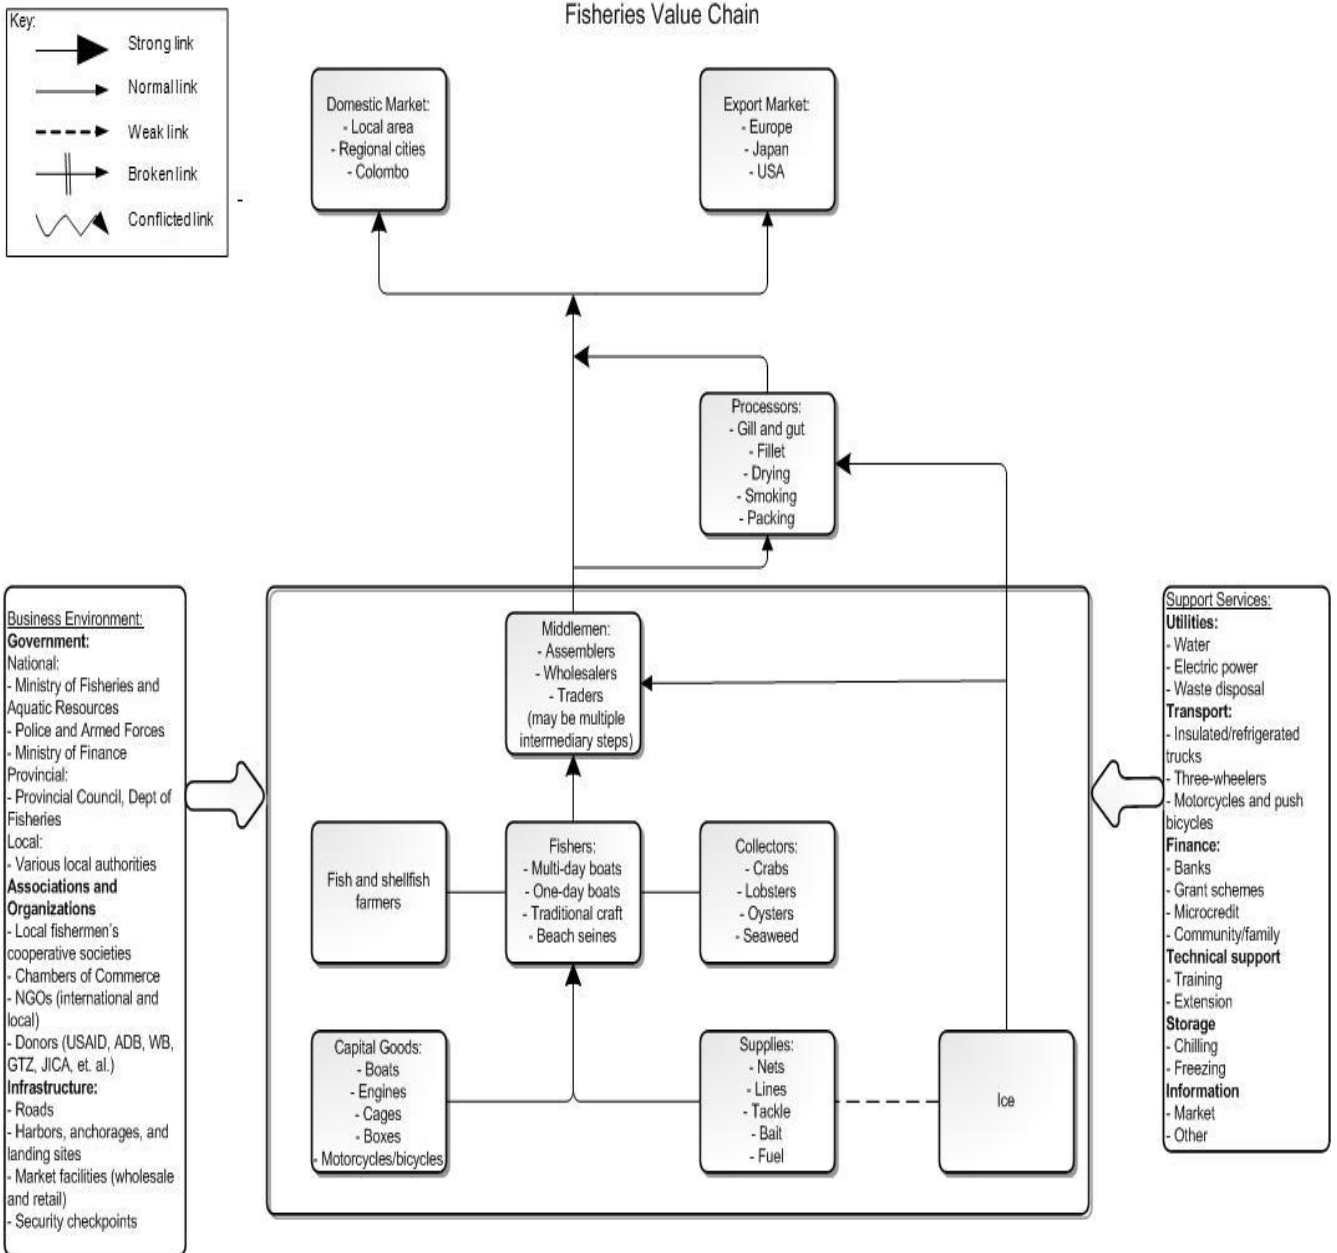 Fisheries Value Chain
Key:
Strong link
Normal link
Weak link
Broken link
Conflicted link
-
Domestic Market:
- Local area
- Regional cities
- Colombo
Export Market:
- Europe
- Japan
- USA
Processors:
- Gill and gut
- Fillet
- Drying
- Smoking
- Packing
Business Environment:
Government:
National:
- Ministry of Fisheries and
Aquatic Resources
- Police and Armed Forces
- Ministry of Finance
Provincial:
- Provincial Council, Dept of
Fisheries
Local:
- Various local authorities
Associations and
Organizations
- Local fishermen's
cooperative societies
- Chambers of Commerce
- NGOs (international and
local)
- Donors (USAID, ADB, WB,
GTZ, JICA, et. al.)
Infrastructure:
- Roads
- Harbors, anchorages, and
landing sites
- Market facilities (wholesale
and retail)
- Security checkpoints
Middlemen:
- Assemblers
- Wholesalers
- Traders
(may be multiple
intermediary steps)
Fish and shellfish
farmers
Fishers:
- Multi-day boats
- One-day boats
- Traditional craft
- Beach seines
Collectors:
- Crabs
- Lobsters
- Oysters
- Seaweed
Capital Goods:
- Boats
- Engines
- Cages
- Boxes
- Motorcycles/bicycles
Supplies:
- Nets
- Lines
- Tackle
- Bait
- Fuel
Ice
Support Services:
Utilities:
- Water
- Electric power
- Waste disposal
Transport:
- Insulated/refrigerated
trucks
- Three-wheelers
- Motorcycles and push
bicycles
Finance:
- Banks
- Grant schemes
- Microcredit
- Community/family
Technical support
- Training
- Extension
Storage
- Chilling
- Freezing
Information
- Market
- Other